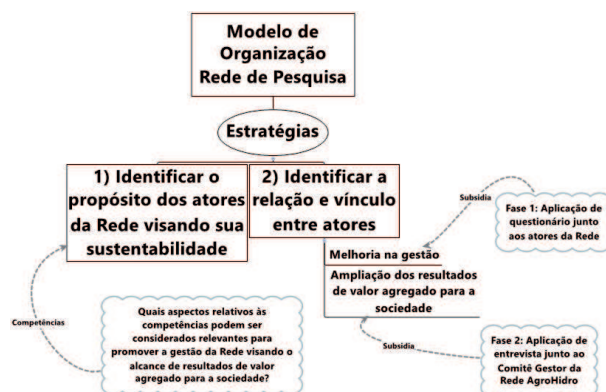 Modelo de
Organização
Rede de Pesquisa
Estratégias
1) Identificar o
propósito dos atores
da Rede visando sua
sustentabilidade
2) Identificar a
relação e vínculo
entre atores
Melhoria na gestão
Ampliação dos resultados
de valor agregado para a
sociedade
Subsidia
Fase 1: Aplicação de
questionário junto
aos atores da Rede
Competências
Quais aspectos relativos às
competências podem ser
considerados relevantes para
promover a gestão da Rede visando o
alcance de resultados de valor
agregado para a sociedade?
Subsidia
Fase 2: Aplicação de
entrevista junto ao
Comitê Gestor da
Rede AgroHidro